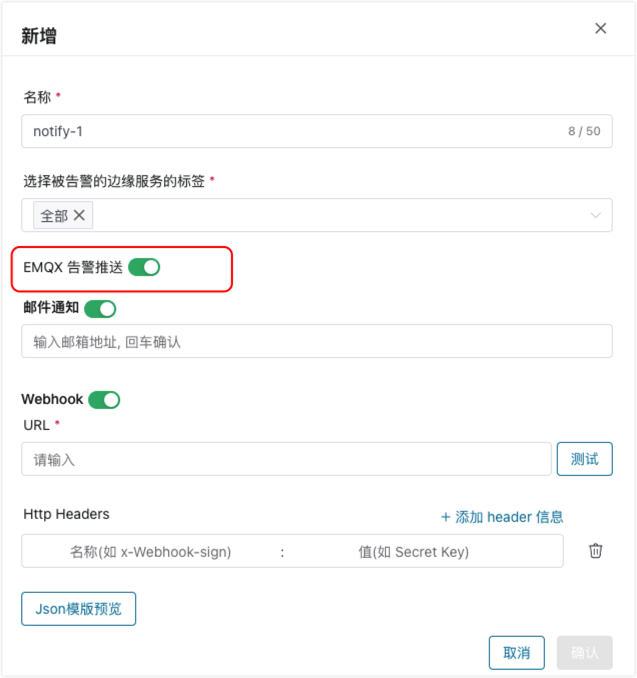 新增
名称 *
notify-1 8 / 50
选择被告警的边缘服务的标签 *
全部
EMQX 告警推送
邮件通知
输入邮箱地址, 回车确认
Webhook
URL *
请输入 测试
Http Headers + 添加 header 信息
名称(如 x-Webhook-sign) : 值(如 Secret Key)
Json模版预览
取消 确认